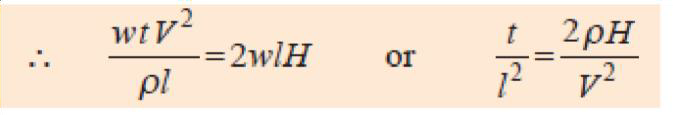 ∴ wtV²/ρl = 2wlH or t/l² = 2ρH/V²